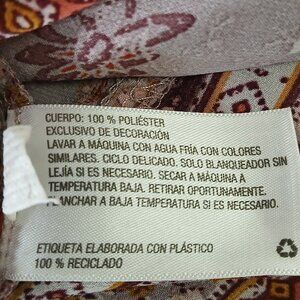 CUERPO: 100 % POLIÉSTER
EXCLUSIVO DE DECORACIÓN
LAVAR A MÁQUINA CON AGUA FRÍA CON COLORES
SIMILARES. CICLO DELICADO. SOLO BLANQUEADOR SIN
LEJÍA SI ES NECESARIO. SECAR A MÁQUINA A
TEMPERATURA BAJA. RETIRAR OPORTUNAMENTE.
PLANCHAR A BAJA TEMPERATURA SI ES NECESARIO.
ETIQUETA ELABORADA CON PLÁSTICO
100 % RECICLADO